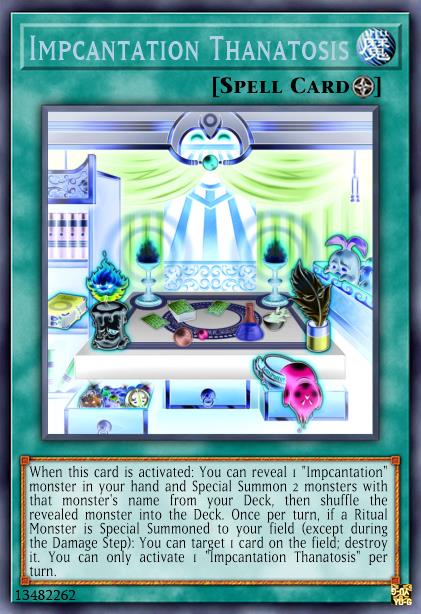 IMPCANTATION THANATOSIS 魔
[SPELL CARD]
When this card is activated: You can reveal 1 "Impcantation"
monster in your hand and Special Summon 2 monsters with
that monster's name from your Deck, then shuffle the
revealed monster into the Deck. Once per turn, if a Ritual
Monster is Special Summoned to your field (except during
the Damage Step): You can target 1 card on the field; destroy
it. You can only activate 1 "Impcantation Thanatosis" per
turn.
13482262